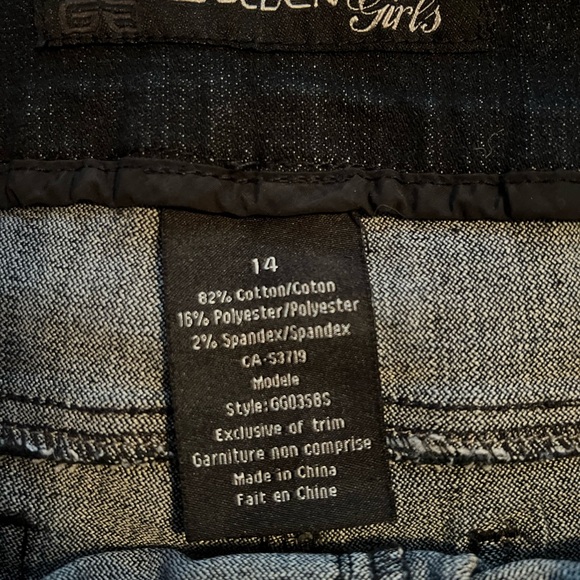 Girls
14
82% Cotton/Coton
16% Polyester/Polyester
2% Spandex/Spandex
CA-53719
Modele
Style:GG0358S
Exclusive of trim
Garniture non comprise
Made in China
Fait en Chine